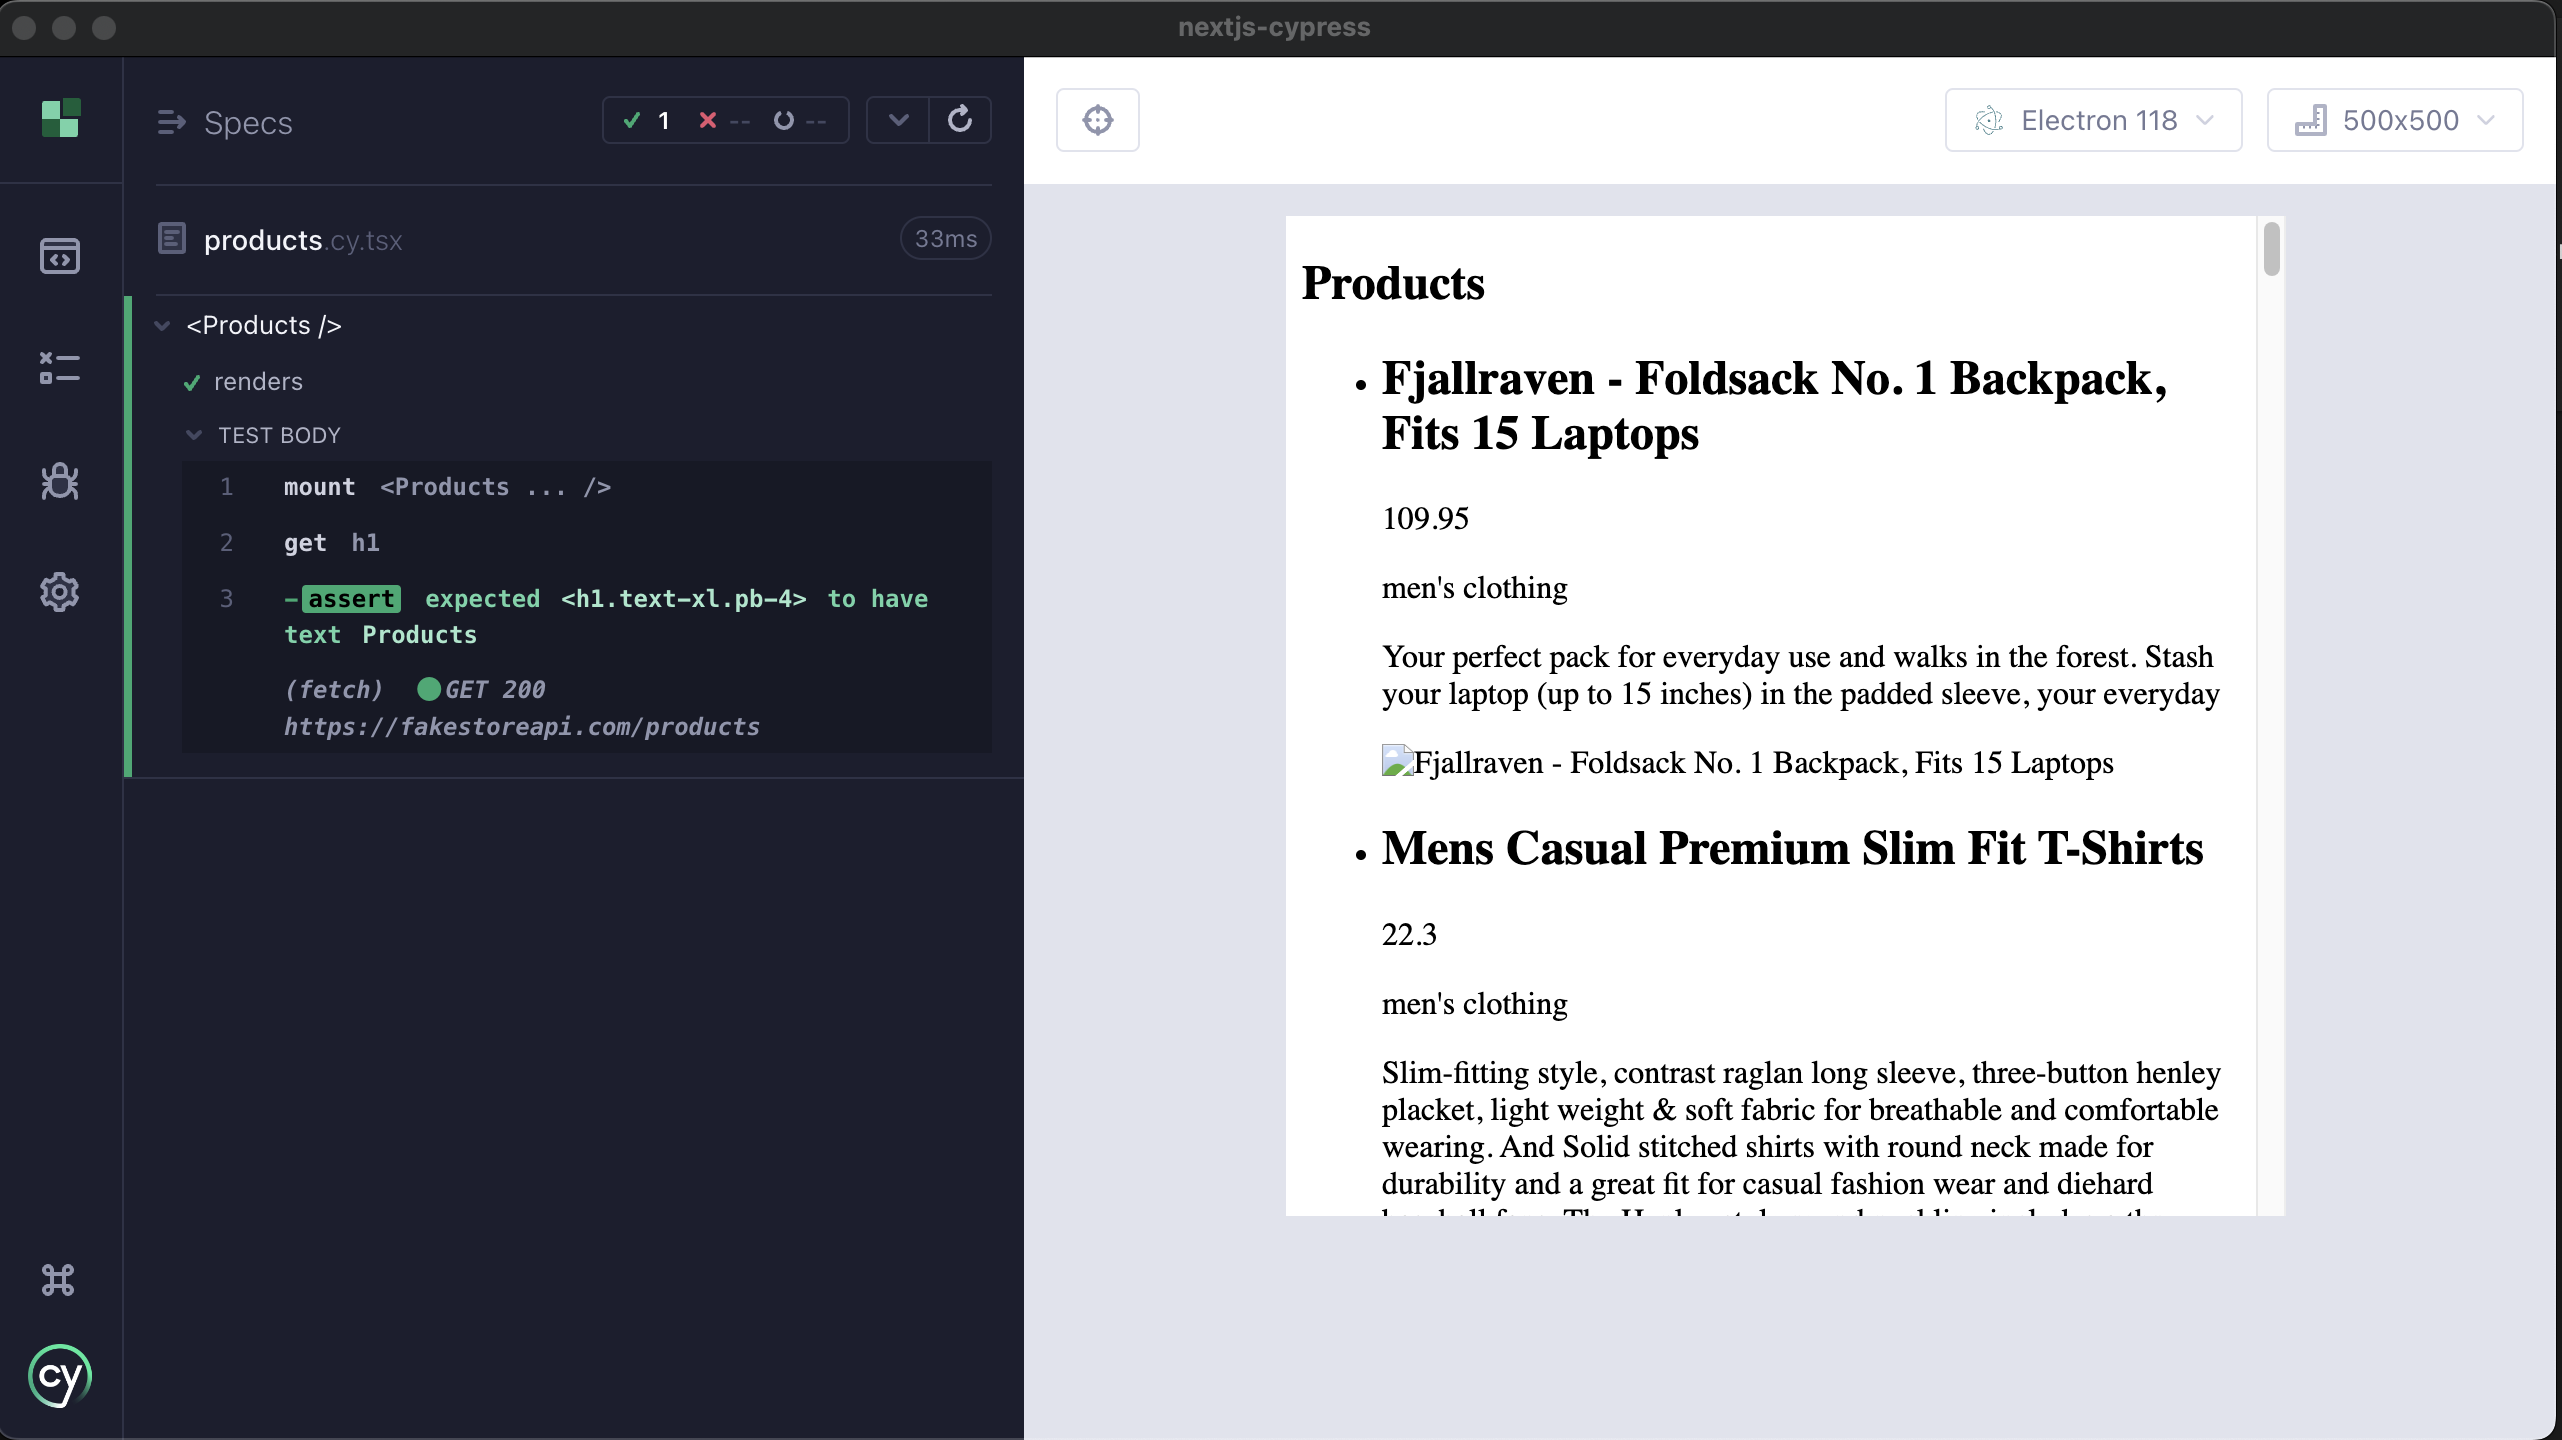 nextjs-cypress
Specs
1 -- --
products.cy.tsx
33ms
<Products />
renders
TEST BODY
1 mount <Products ... />
2 get h1
3 -assert expected <h1.text-xl.pb-4> to have
text Products
(fetch) GET 200
https://fakestoreapi.com/products
cy
Electron 118
500x500
Products
Fjallraven - Foldsack No. 1 Backpack,
Fits 15 Laptops
109.95
men's clothing
Your perfect pack for everyday use and walks in the forest. Stash
your laptop (up to 15 inches) in the padded sleeve, your everyday
Fjallraven - Foldsack No. 1 Backpack, Fits 15 Laptops
Mens Casual Premium Slim Fit T-Shirts
22.3
men's clothing
Slim-fitting style, contrast raglan long sleeve, three-button henley
placket, light weight & soft fabric for breathable and comfortable
wearing. And Solid stitched shirts with round neck made for
durability and a great fit for casual fashion wear and diehard